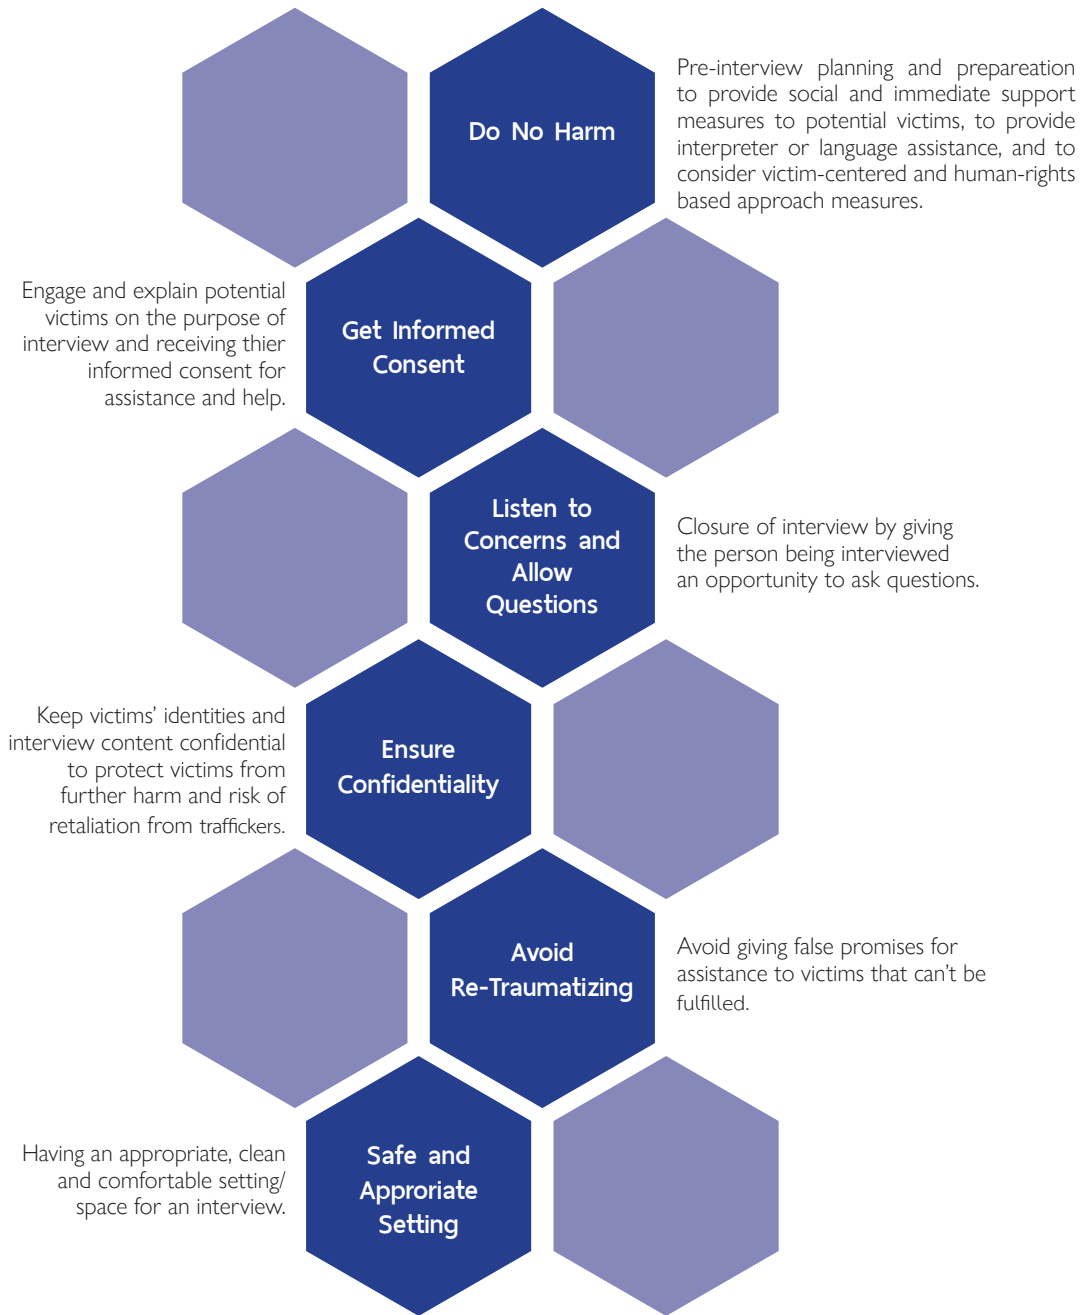 Do No Harm
Pre-interview planning and prepareation
to provide social and immediate support
measures to potential victims, to provide
interpreter or language assistance, and to
consider victim-centered and human-rights
based approach measures.
Engage and explain potential
victims on the purpose of
interview and receiving thier
informed consent for
assistance and help.
Get Informed
Consent
Listen to
Concerns and
Allow
Questions
Closure of interview by giving
the person being interviewed
an opportunity to ask questions.
Keep victims’ identities and
interview content confidential
to protect victims from
further harm and risk of
retaliation from traffickers.
Ensure
Confidentiality
Avoid
Re-Traumatizing
Avoid giving false promises for
assistance to victims that can’t be
fulfilled.
Having an appropriate, clean
and comfortable setting/
space for an interview.
Safe and
Approriate
Setting